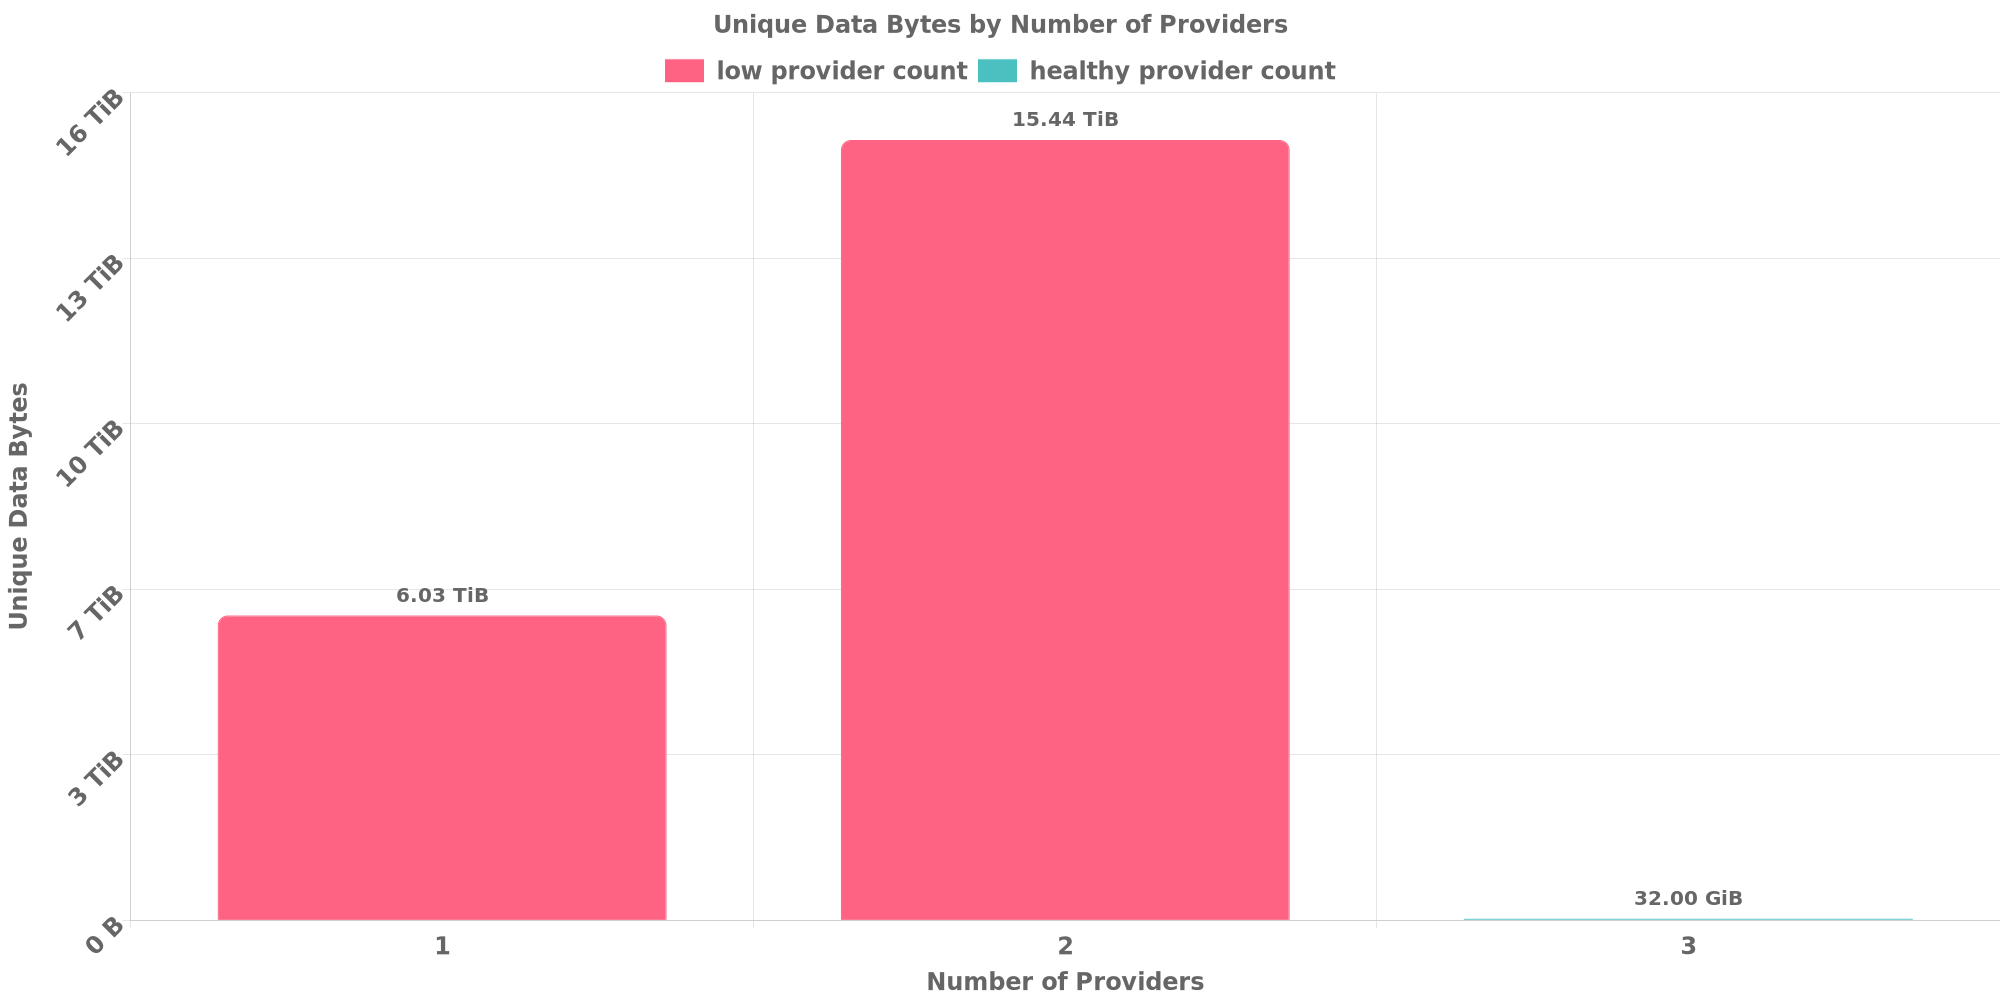 Unique Data Bytes by Number of Providers
low provider count healthy provider count
16 TiB
13 TiB
10 TiB
7 TiB
3 TiB
0 B
Unique Data Bytes
6.03 TiB
15.44 TiB
32.00 GiB
1 2 3
Number of Providers